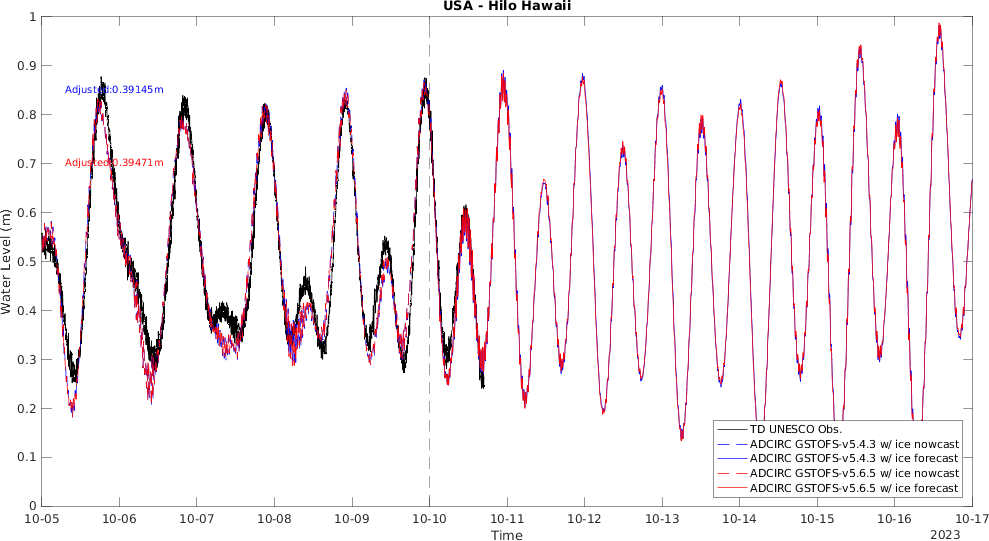 USA - Hilo Hawaii
1
0.9
0.8
0.7
0.6
0.5
0.4
0.3
0.2
0.1
0
Water Level (m)
Adjusted:0.39145m
Adjusted:0.39471m
TD UNESCO Obs.
ADCIRC GSTOFS-v5.4.3 w/ ice nowcast
ADCIRC GSTOFS-v5.4.3 w/ ice forecast
ADCIRC GSTOFS-v5.6.5 w/ ice nowcast
ADCIRC GSTOFS-v5.6.5 w/ ice forecast
10-05 10-06 10-07 10-08 10-09 10-10 10-11 10-12 10-13 10-14 10-15 10-16 10-17
Time
2023